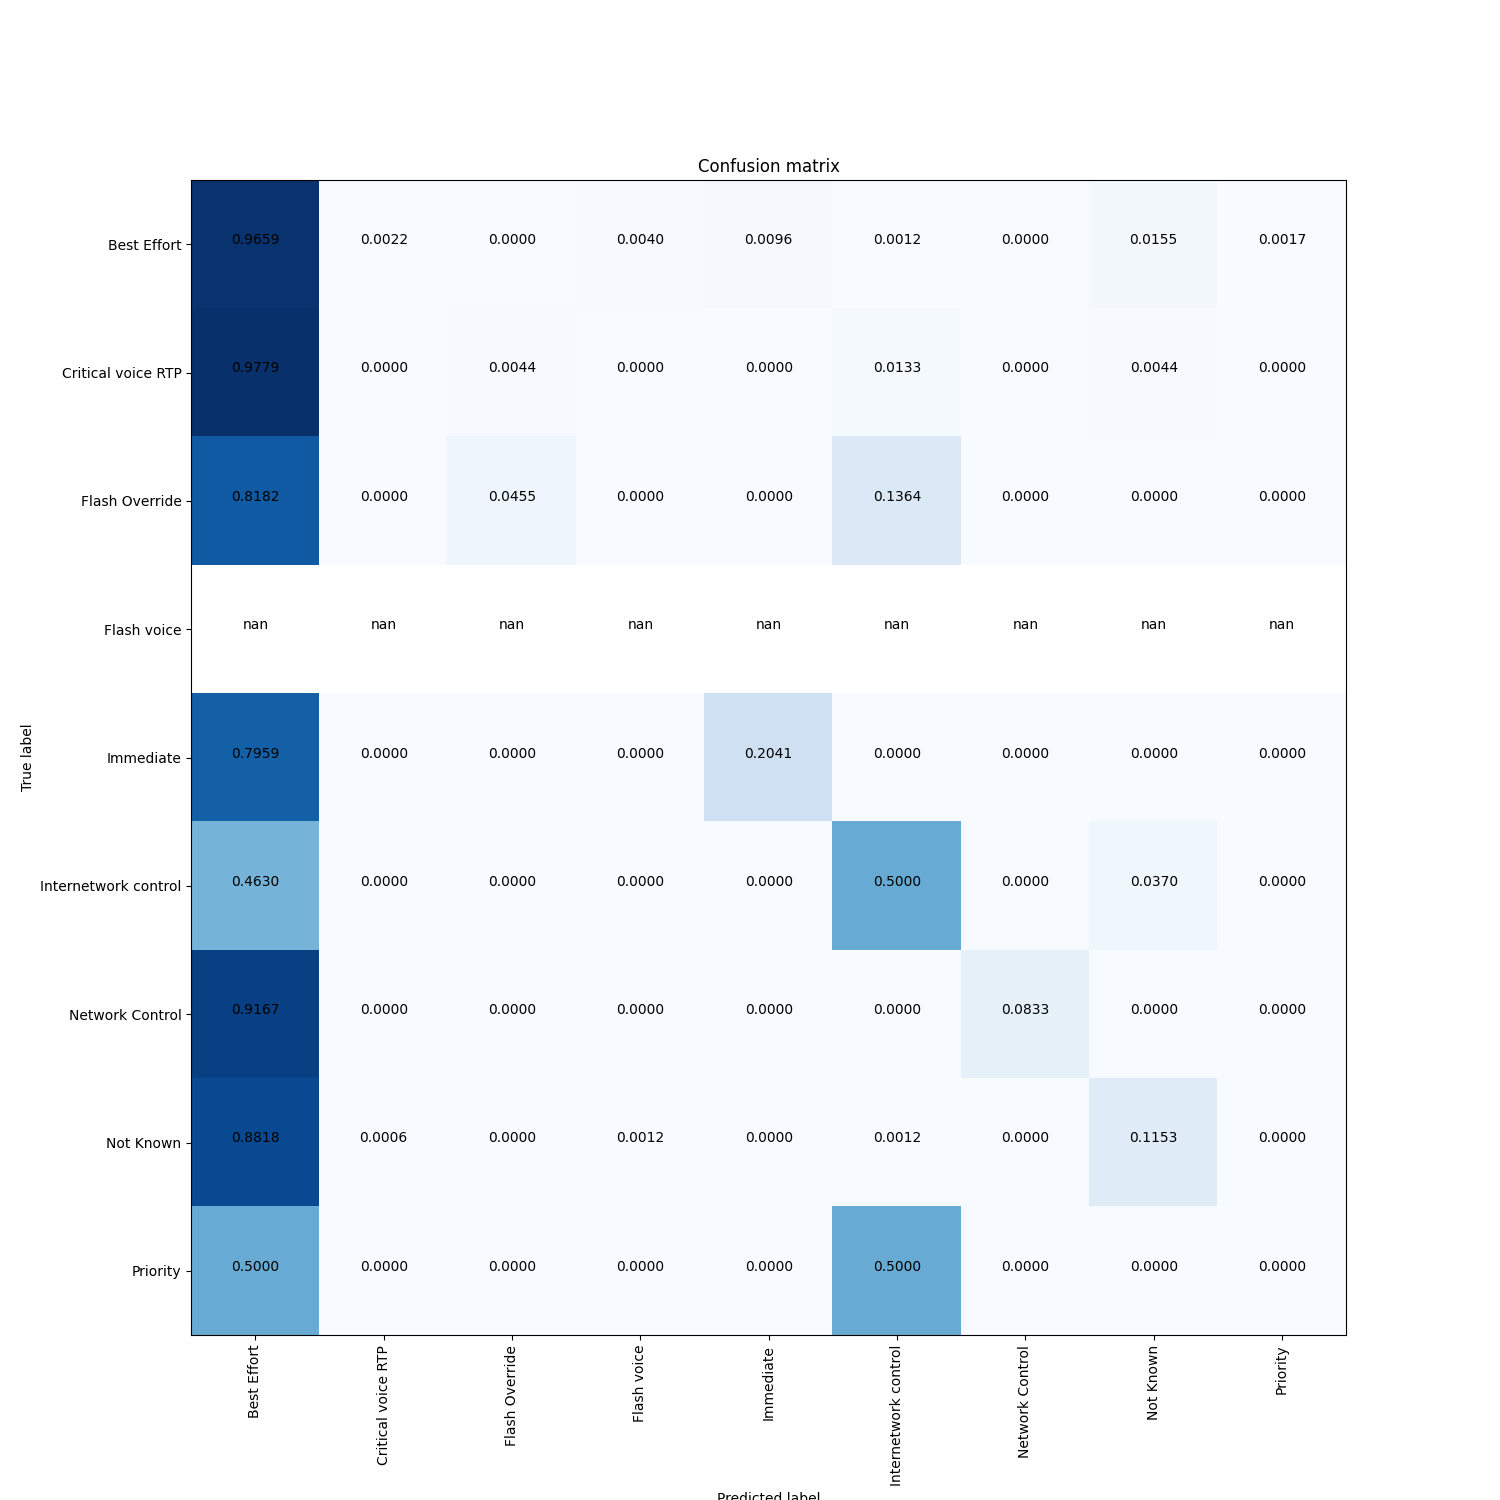 Confusion matrix
Best Effort 0.9659 0.0022 0.0000 0.0040 0.0096 0.0012 0.0000 0.0155 0.0017
Critical voice RTP 0.9779 0.0000 0.0044 0.0000 0.0000 0.0133 0.0000 0.0044 0.0000
Flash Override 0.8182 0.0000 0.0455 0.0000 0.0000 0.1364 0.0000 0.0000 0.0000
Flash voice nan nan nan nan nan nan nan nan nan
Immediate 0.7959 0.0000 0.0000 0.0000 0.2041 0.0000 0.0000 0.0000 0.0000
Internetwork control 0.4630 0.0000 0.0000 0.0000 0.0000 0.5000 0.0000 0.0370 0.0000
Network Control 0.9167 0.0000 0.0000 0.0000 0.0000 0.0000 0.0833 0.0000 0.0000
Not Known 0.8818 0.0006 0.0000 0.0012 0.0000 0.0012 0.0000 0.1153 0.0000
Priority 0.5000 0.0000 0.0000 0.0000 0.0000 0.5000 0.0000 0.0000 0.0000
True label
Best Effort
Critical voice RTP
Flash Override
Flash voice
Immediate
Internetwork control
Network Control
Not Known
Priority
Predicted label